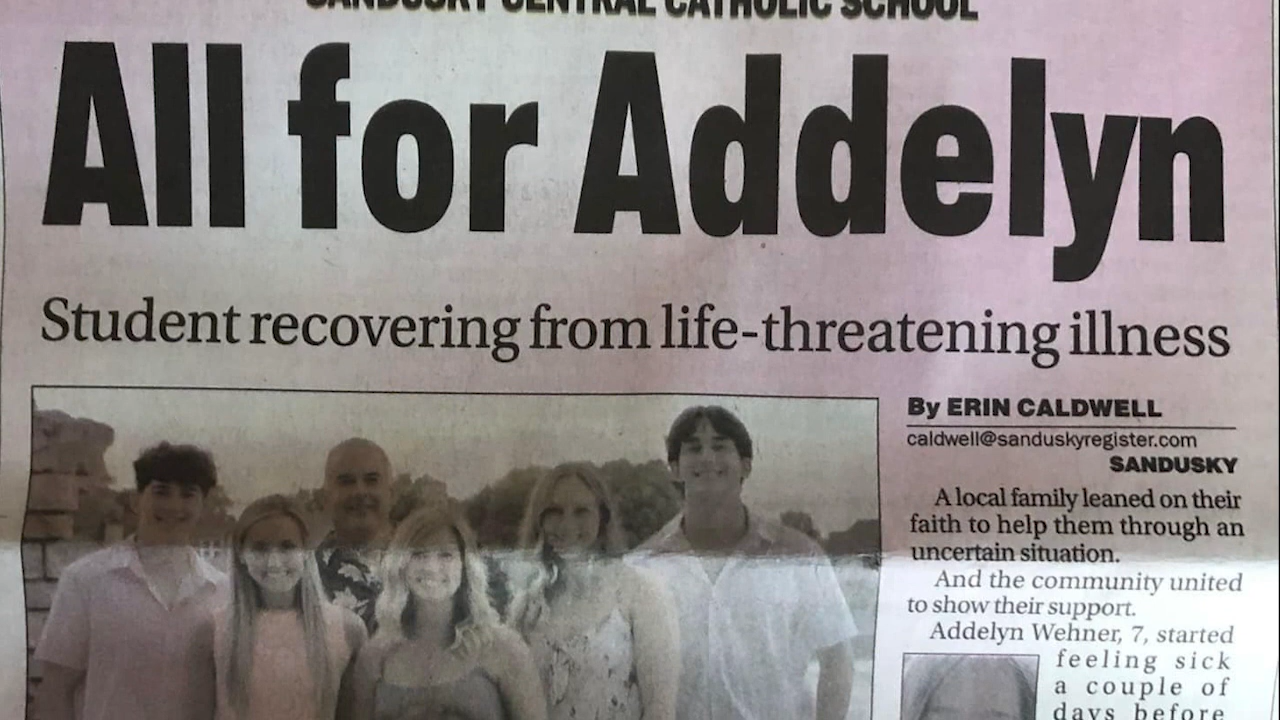 SANDUSKY CENTRAL CATHOLIC SCHOOL
All for Addelyn
Student recovering from life-threatening illness
By ERIN CALDWELL
caldwell@sanduskyregister.com
SANDUSKY
A local family leaned on their
faith to help them through an
uncertain situation.
And the community united
to show their support.
Addelyn Wehner, 7, started
feeling sick
a couple of
days before